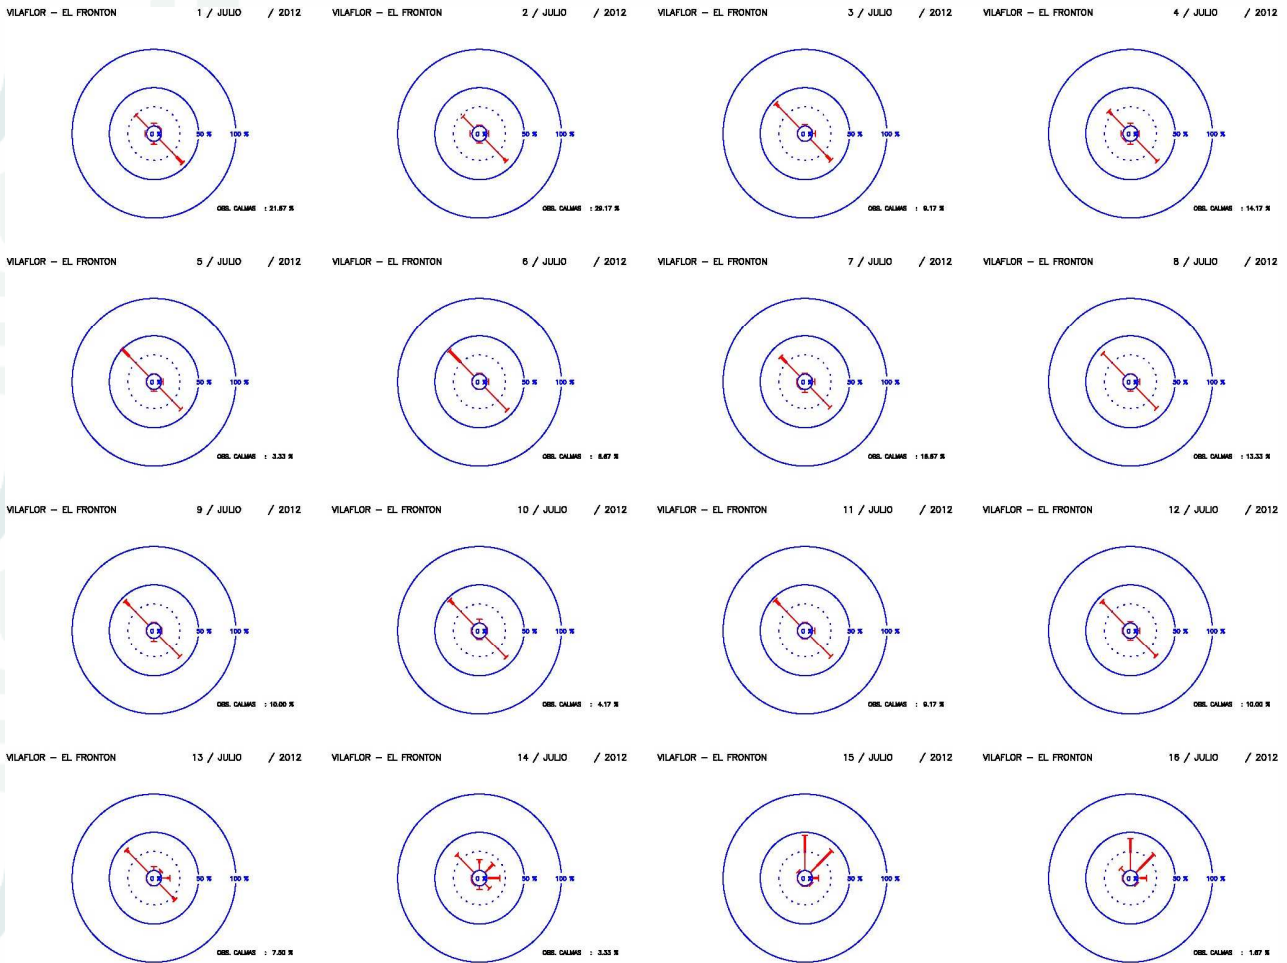 VILAFLOR – EL FRONTON 1 / JULIO / 2012
0 % 50 % 100 %
OBS. CALMAS : 21.67 %
VILAFLOR – EL FRONTON 2 / JULIO / 2012
0 % 50 % 100 %
OBS. CALMAS : 29.17 %
VILAFLOR – EL FRONTON 3 / JULIO / 2012
0 % 50 % 100 %
OBS. CALMAS : 9.17 %
VILAFLOR – EL FRONTON 4 / JULIO / 2012
0 % 50 % 100 %
OBS. CALMAS : 14.17 %
VILAFLOR – EL FRONTON 5 / JULIO / 2012
0 % 50 % 100 %
OBS. CALMAS : 3.33 %
VILAFLOR – EL FRONTON 6 / JULIO / 2012
0 % 50 % 100 %
OBS. CALMAS : 6.67 %
VILAFLOR – EL FRONTON 7 / JULIO / 2012
0 % 50 % 100 %
OBS. CALMAS : 16.67 %
VILAFLOR – EL FRONTON 8 / JULIO / 2012
0 % 50 % 100 %
OBS. CALMAS : 13.33 %
VILAFLOR – EL FRONTON 9 / JULIO / 2012
0 % 50 % 100 %
OBS. CALMAS : 10.00 %
VILAFLOR – EL FRONTON 10 / JULIO / 2012
0 % 50 % 100 %
OBS. CALMAS : 4.17 %
VILAFLOR – EL FRONTON 11 / JULIO / 2012
0 % 50 % 100 %
OBS. CALMAS : 9.17 %
VILAFLOR – EL FRONTON 12 / JULIO / 2012
0 % 50 % 100 %
OBS. CALMAS : 10.00 %
VILAFLOR – EL FRONTON 13 / JULIO / 2012
0 % 50 % 100 %
OBS. CALMAS : 7.50 %
VILAFLOR – EL FRONTON 14 / JULIO / 2012
0 % 50 % 100 %
OBS. CALMAS : 3.33 %
VILAFLOR – EL FRONTON 15 / JULIO / 2012
0 % 50 % 100 %
VILAFLOR – EL FRONTON 16 / JULIO / 2012
0 % 50 % 100 %
OBS. CALMAS : 1.67 %